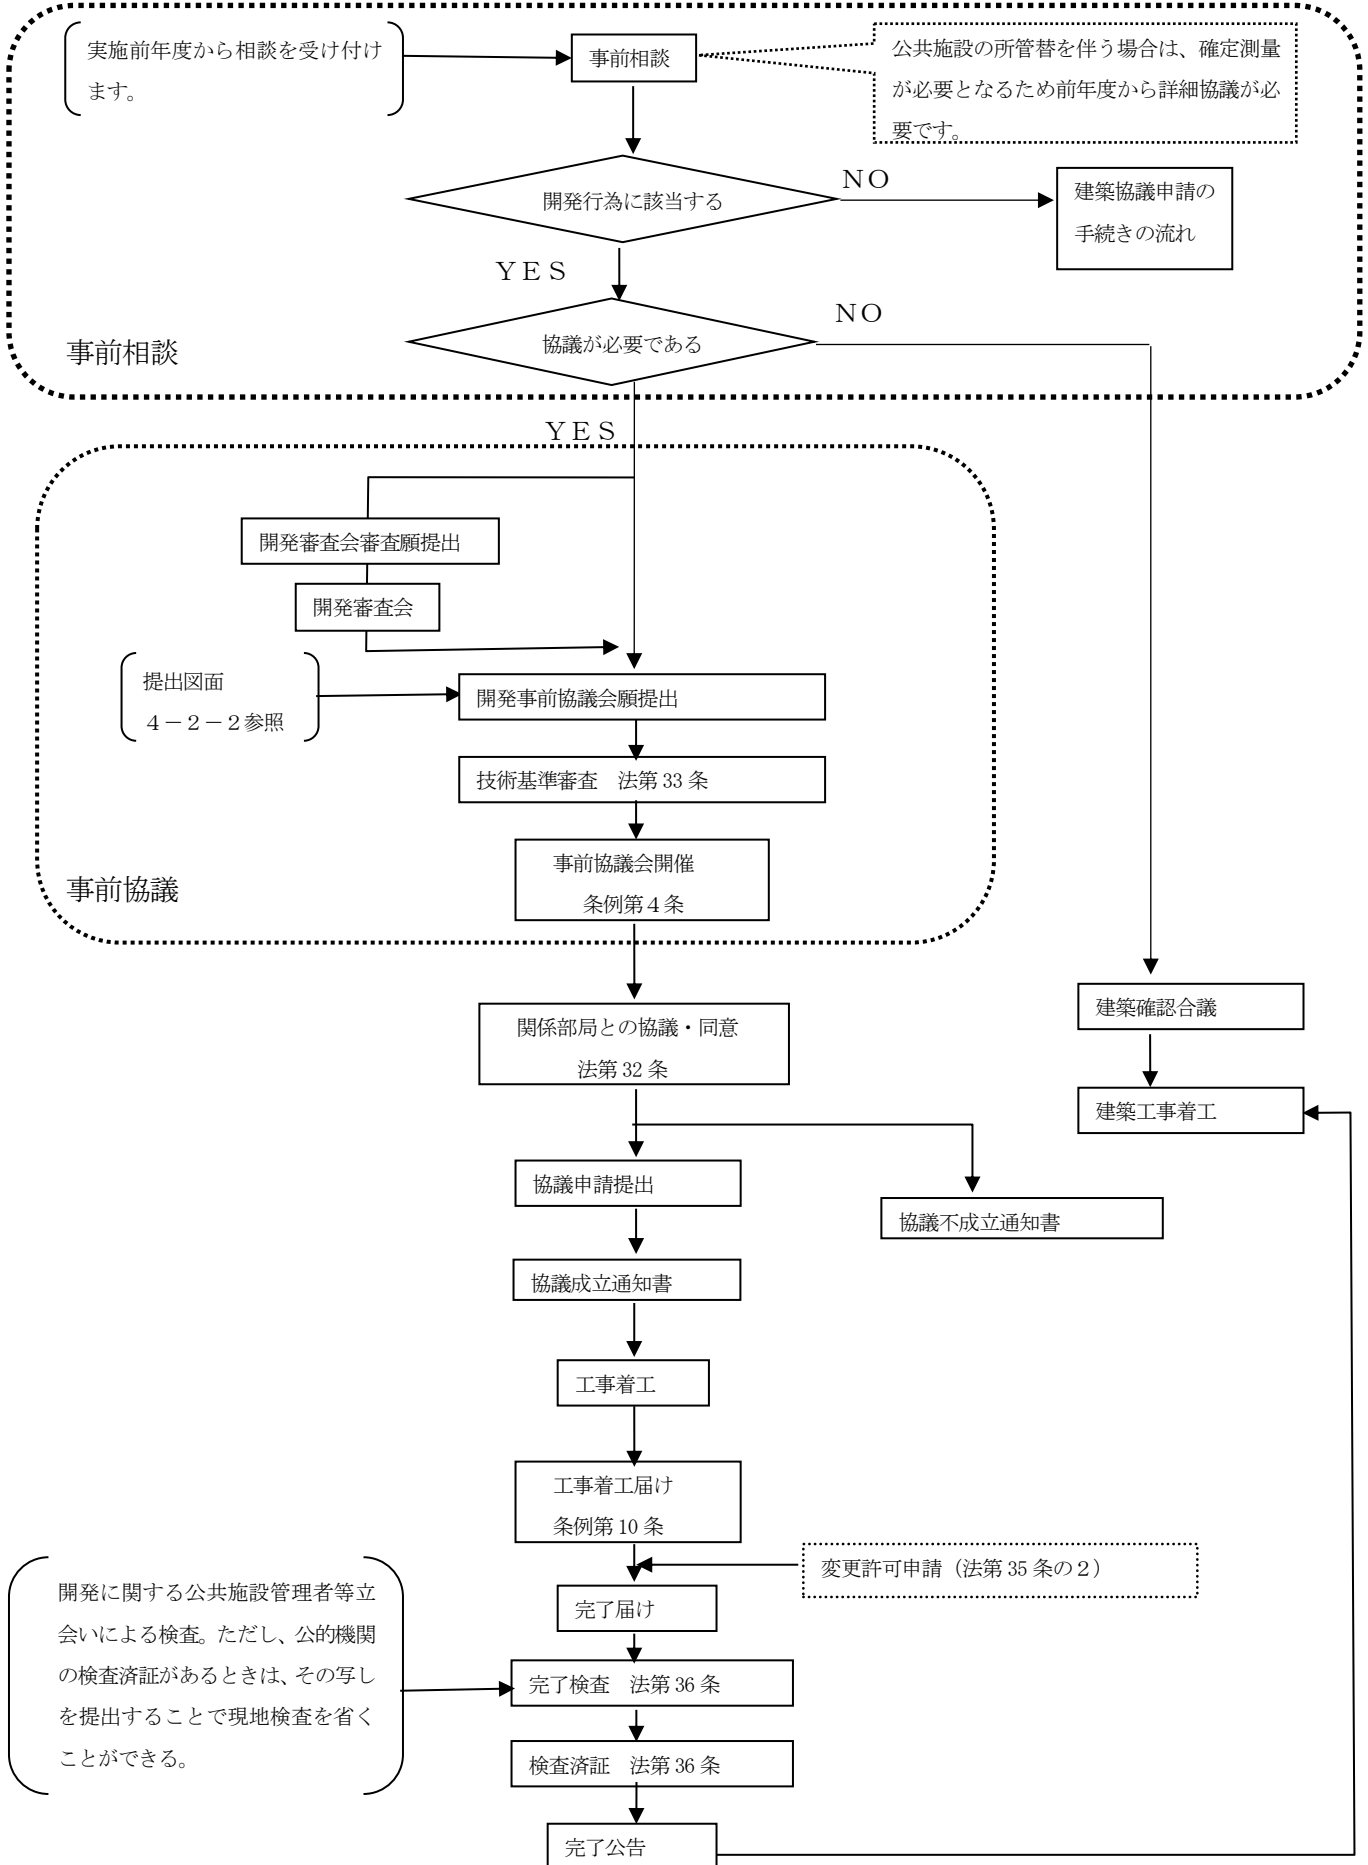 実施前年度から相談を受け付け
ます。
事前相談
公共施設の所管替を伴う場合は、確定測量
が必要となるため前年度から詳細協議が必
要です。
開発行為に該当する
ＮＯ
建築協議申請の
手続きの流れ
ＹＥＳ
協議が必要である
ＮＯ
事前相談
ＹＥＳ
開発審査会審査願提出
開発審査会
提出図面
４－２－２参照
開発事前協議会願提出
技術基準審査　法第 33 条
事前協議会開催
条例第４条
事前協議
関係部局との協議・同意
法第 32 条
建築確認合議
建築工事着工
協議申請提出
協議不成立通知書
協議成立通知書
工事着工
工事着工届け
条例第 10 条
変更許可申請（法第 35 条の２）
完了届け
開発に関する公共施設管理者等立
会いによる検査。ただし、公的機関
の検査済証があるときは、その写し
を提出することで現地検査を省く
ことができる。
完了検査　法第 36 条
検査済証　法第 36 条
完了公告